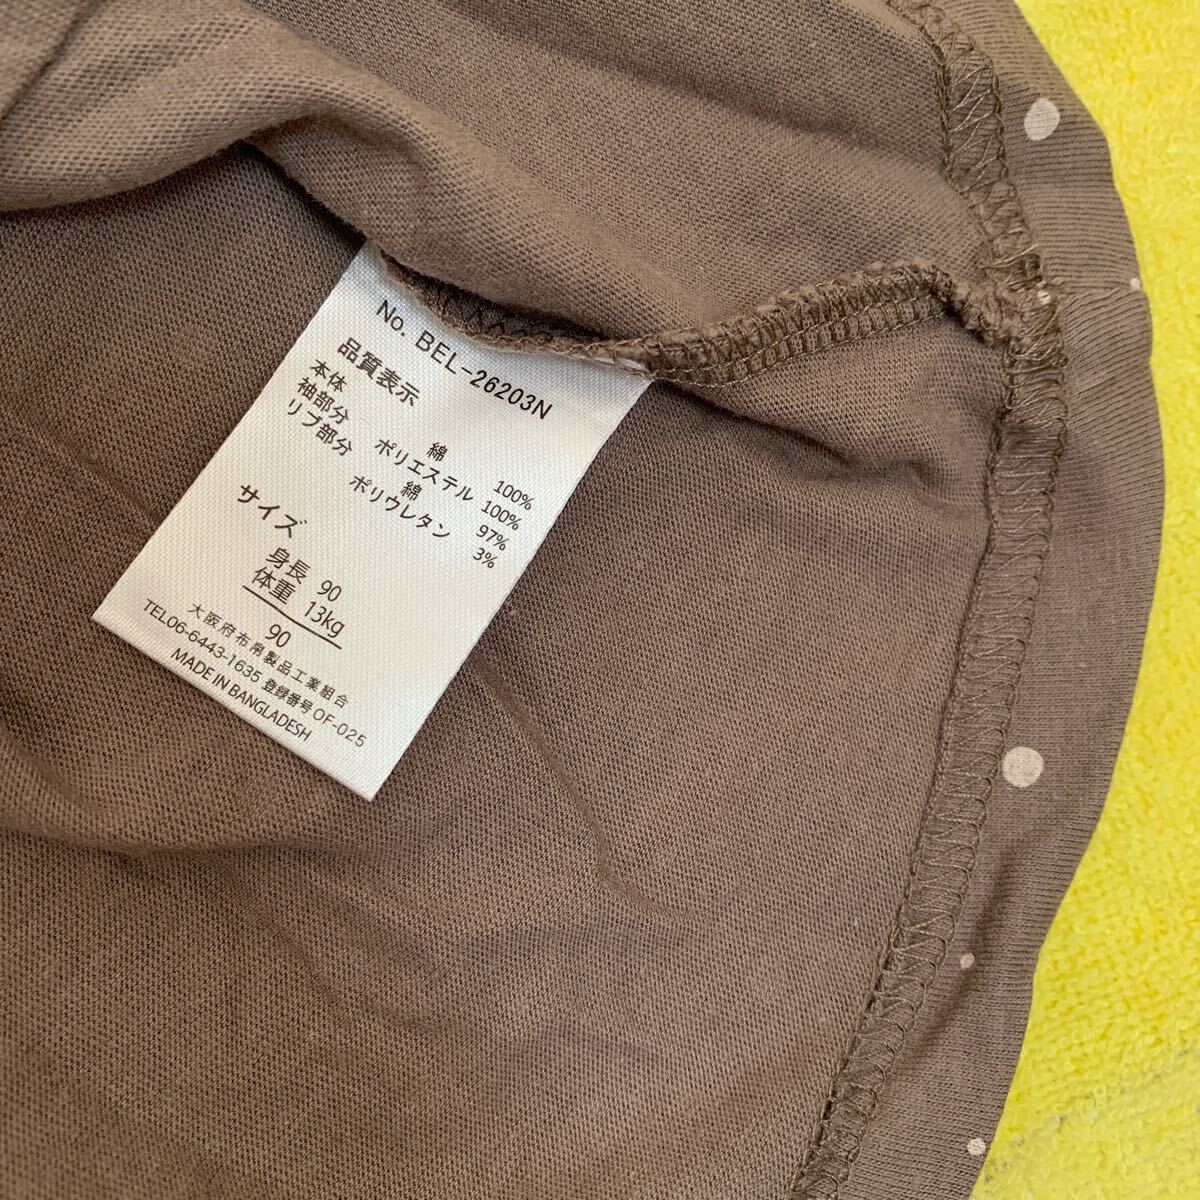 No. BEL-26203N
品質表示
本体 綿 100%
袖部分 ポリエステル 100%
リブ部分 綿 97%
ポリウレタン 3%
サイズ
身長 90
体重 13kg
90
大阪府布帛製品工業組合
TEL06-6443-1635 登録番号OF-025
MADE IN BANGLADESH